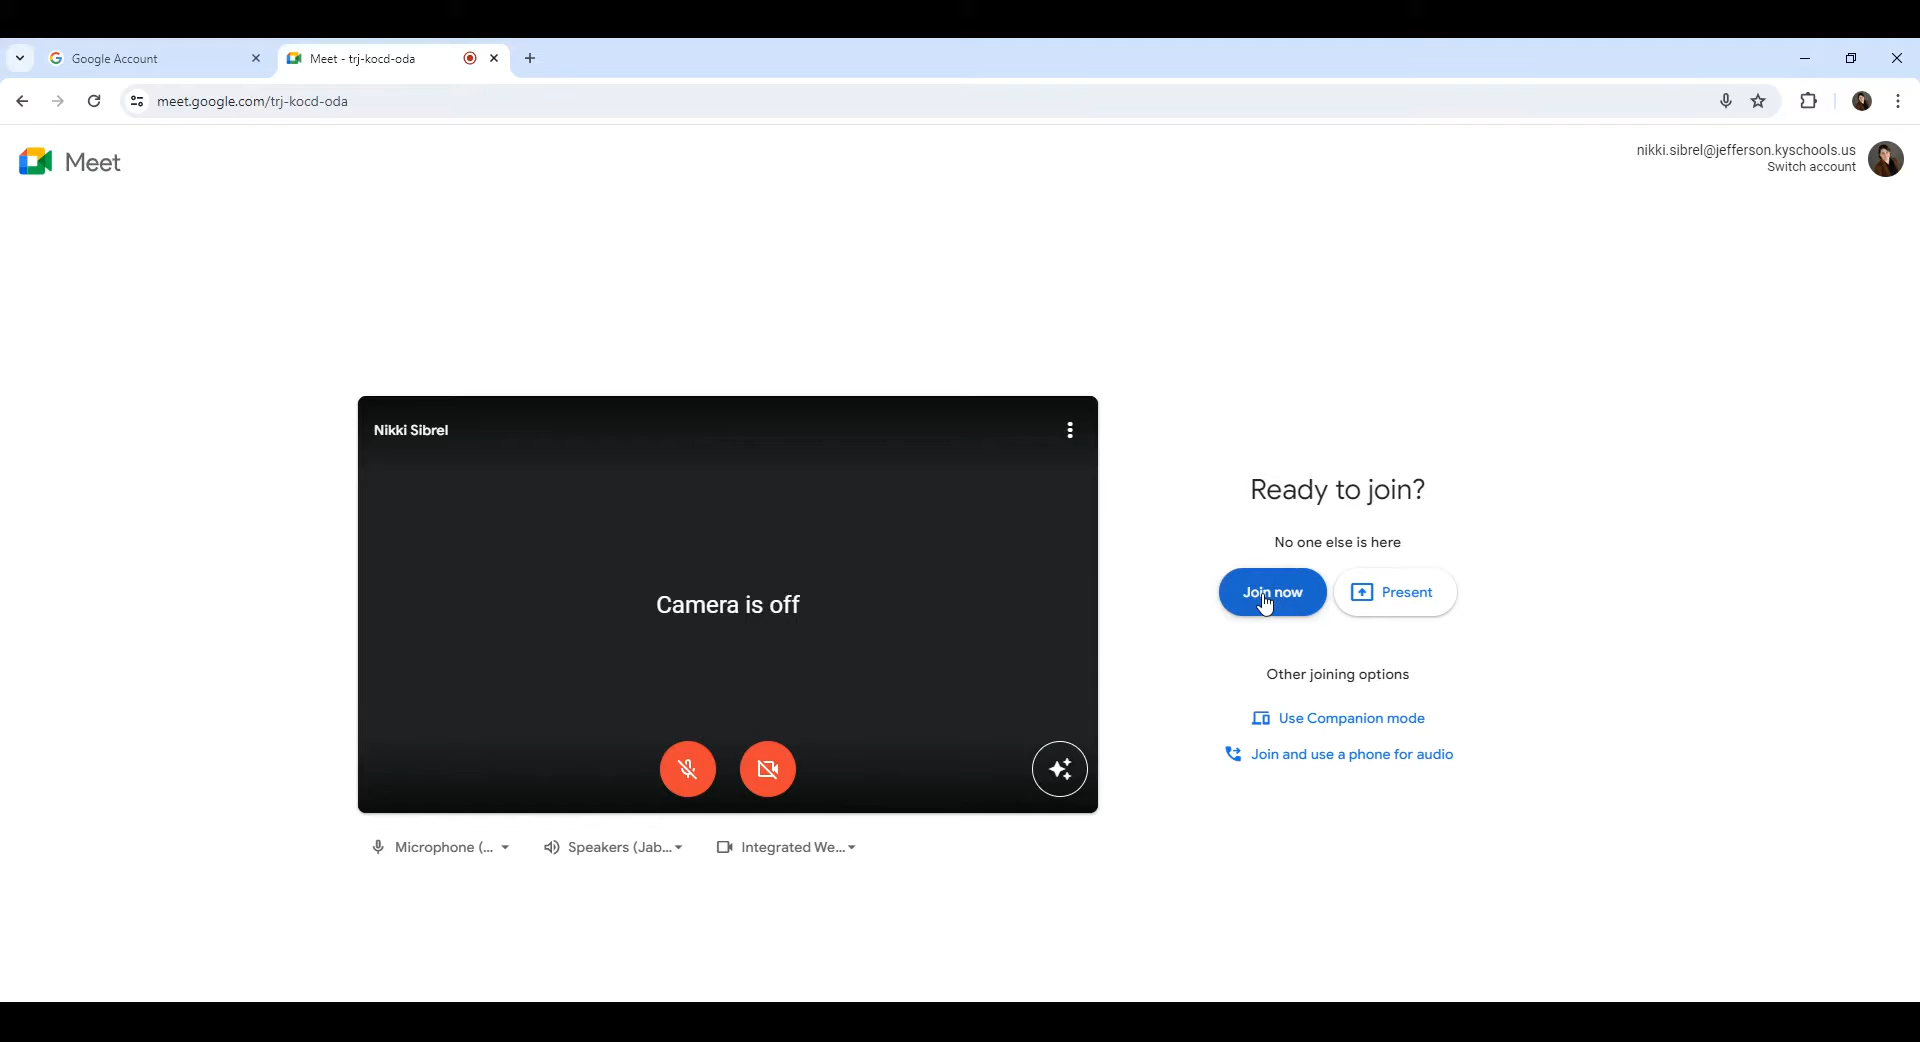 Google Account
Meet - trj-kocd-oda
meet.google.com/trj-kocd-oda
Meet
nikki.sibrel@jefferson.kyschools.us
Switch account
Nikki Sibrel
Camera is off
Microphone (...
Speakers (Jab...
Integrated We...
Ready to join?
No one else is here
Join now
Present
Other joining options
Use Companion mode
Join and use a phone for audio